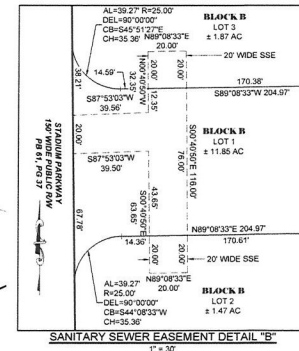 AL=39.27' R=25.00'
DEL=90°00'00"
CB=S45°51'27"E
CH=35.36'
BLOCK B
LOT 3
± 1.87 AC
N89°08'33"E
20.00'
20' WIDE SSE
38.21'
14.59'
32.35'
N00°40'50"W
20.00'
20.00'
170.38'
S87°53'03"W
39.56'
12.35'
S89°08'33"W 204.97'
STADIUM PARKWAY
150' WIDE PUBLIC R/W
PB 61, PG 37
20.00'
S87°53'03"W
39.50'
S00°40'50"E 116.00'
76.00'
BLOCK B
LOT 1
± 11.85 AC
67.78'
43.65'
S00°40'50"E
63.65'
N89°08'33"E 204.97'
14.36'
170.61'
AL=39.27'
R=25.00'
DEL=90°00'00"
CB=S44°08'33"W
CH=35.36'
20' WIDE SSE
N89°08'33"E
20.00'
BLOCK B
LOT 2
± 1.47 AC
SANITARY SEWER EASEMENT DETAIL "B"
1" = 30'